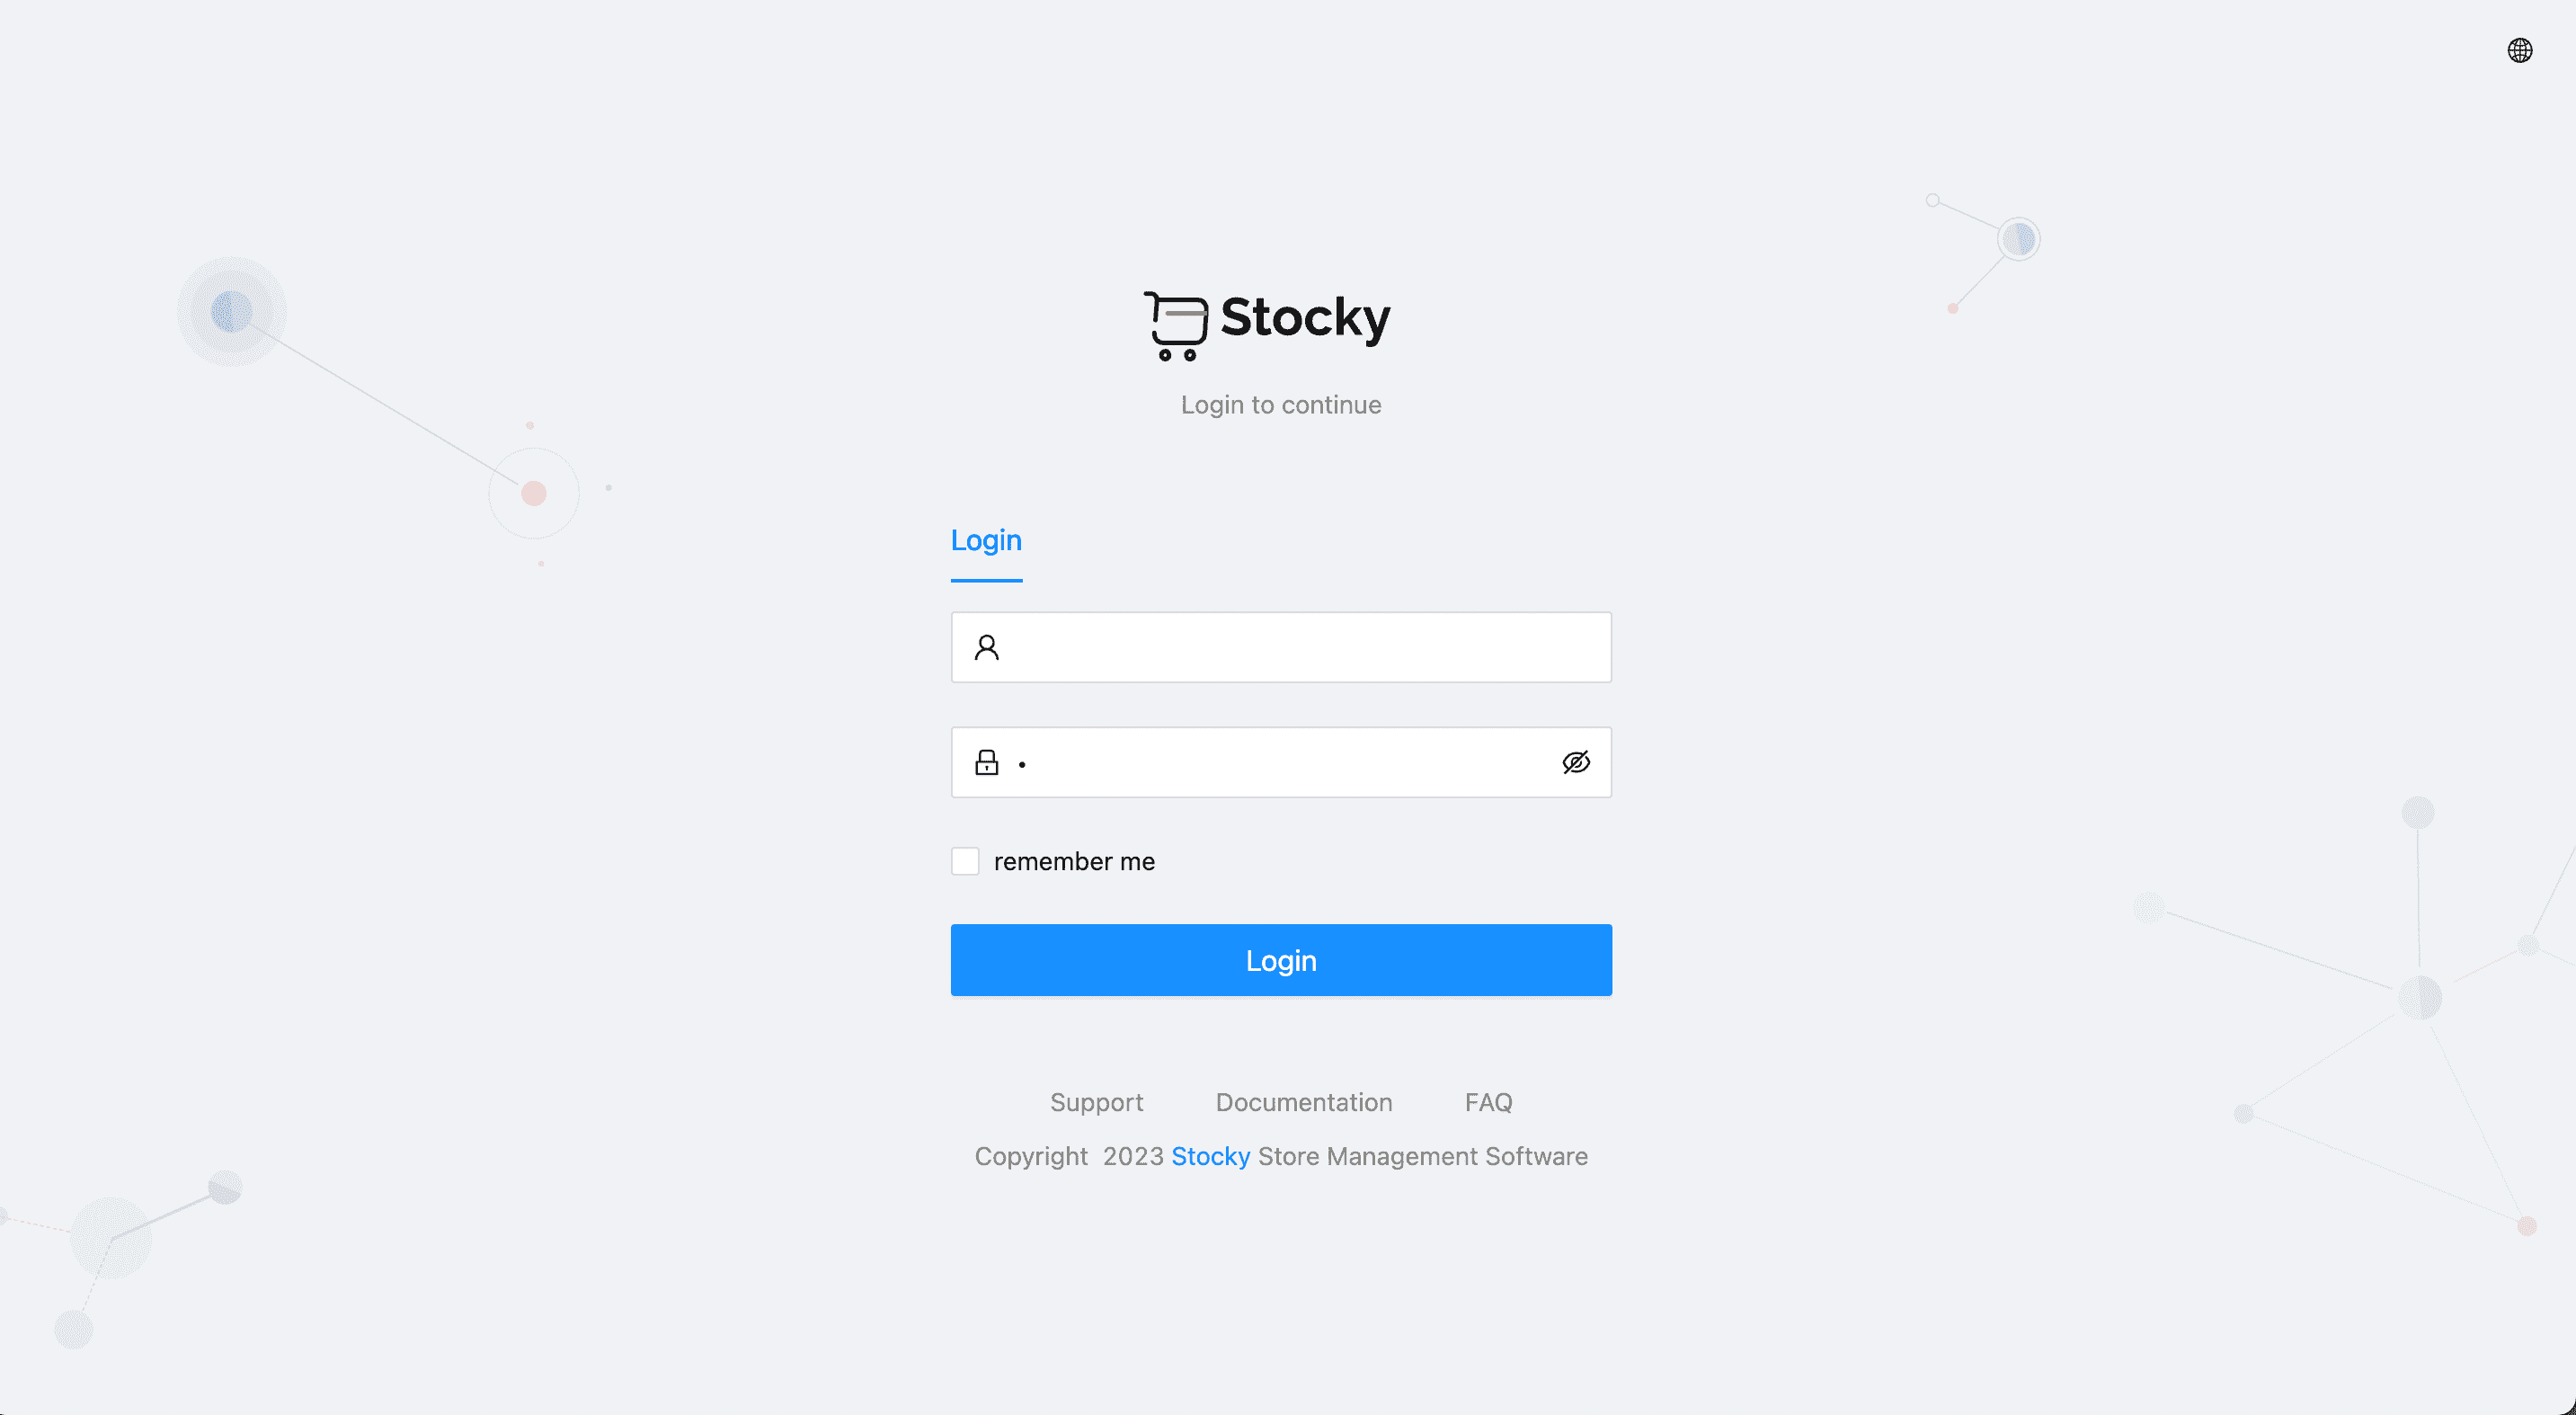 Stocky
Login to continue
Login
•
remember me
Login
Support Documentation FAQ
Copyright 2023 Stocky Store Management Software